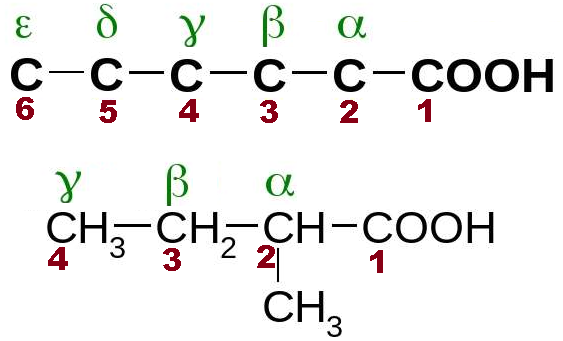 ε δ γ β α
C—C—C—C—C—COOH
6 5 4 3 2 1
γ β α
CH₃—CH₂—CH—COOH
4 3 2 1
CH₃